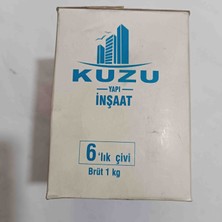 KUZU
YAPI
İNŞAAT
6'lık çivi
Brüt 1 kg